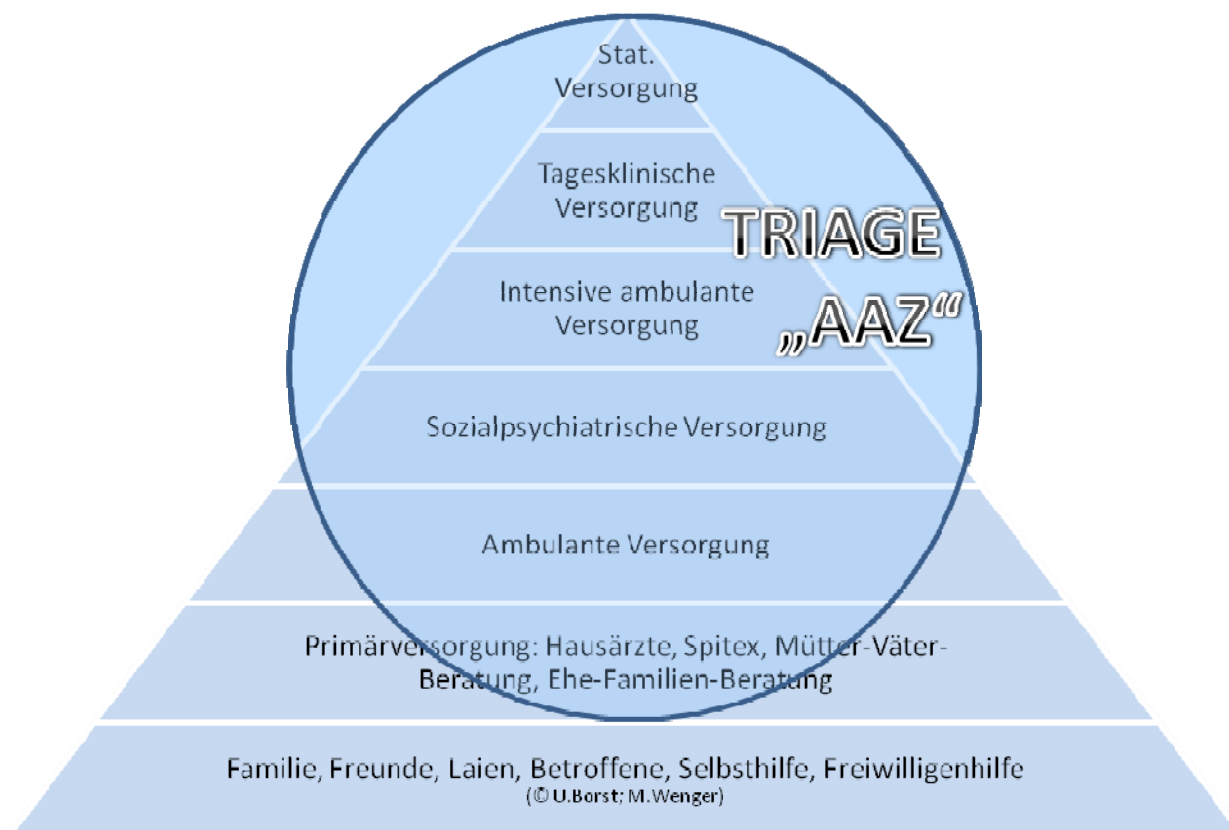 Stat.
Versorgung
Tagesklinische
Versorgung
TRIAGE
Intensive ambulante
Versorgung
„AAZ“
Sozialpsychiatrische Versorgung
Ambulante Versorgung
Primärversorgung: Hausärzte, Spitex, Mütter-Väter-
Beratung, Ehe-Familien-Beratung
Familie, Freunde, Laien, Betroffene, Selbsthilfe, Freiwilligenhilfe
(© U.Borst; M.Wenger)